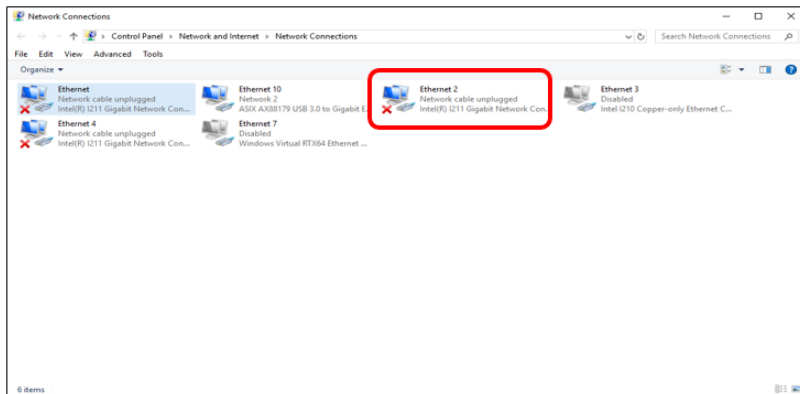 Network Connections
Control Panel > Network and Internet > Network Connections
Search Network Connections
File Edit View Advanced Tools
Organize
Ethernet
Network cable unplugged
Intel(R) I211 Gigabit Network Con...
Ethernet 10
Network 2
ASIX AX88179 USB 3.0 to Gigabit E...
Ethernet 2
Network cable unplugged
Intel(R) I211 Gigabit Network Con...
Ethernet 3
Disabled
Intel I210 Copper-only Ethernet C...
Ethernet 4
Network cable unplugged
Intel(R) I211 Gigabit Network Con...
Ethernet 7
Disabled
Windows Virtual RTX64 Ethernet ...
6 items